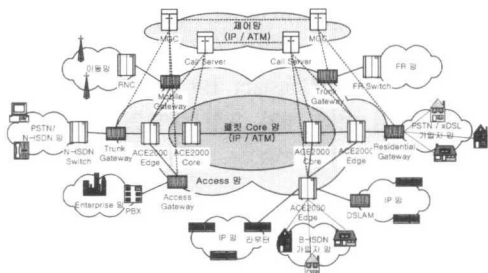 제어망
(IP / ATM)
MGC
MGC
Call Server
Call Server
이동망
RNC
Mobile
Gateway
Trunk
Gateway
FR Switch
FR 망
PSTN/
N-ISDN 망
N-ISDN
Switch
Trunk
Gateway
ACE2000
Edge
ACE2000
Core
패킷 Core 망
(IP / ATM)
ACE2000
Core
ACE2000
Edge
Residential
Gateway
PSTN / xDSL
가입자 망
Enterprise 망
PBX
Access
Gateway
Access 망
ACE2000
Edge
DSLAM
IP 망
IP 망
라우터
B-ISDN
가입자 망